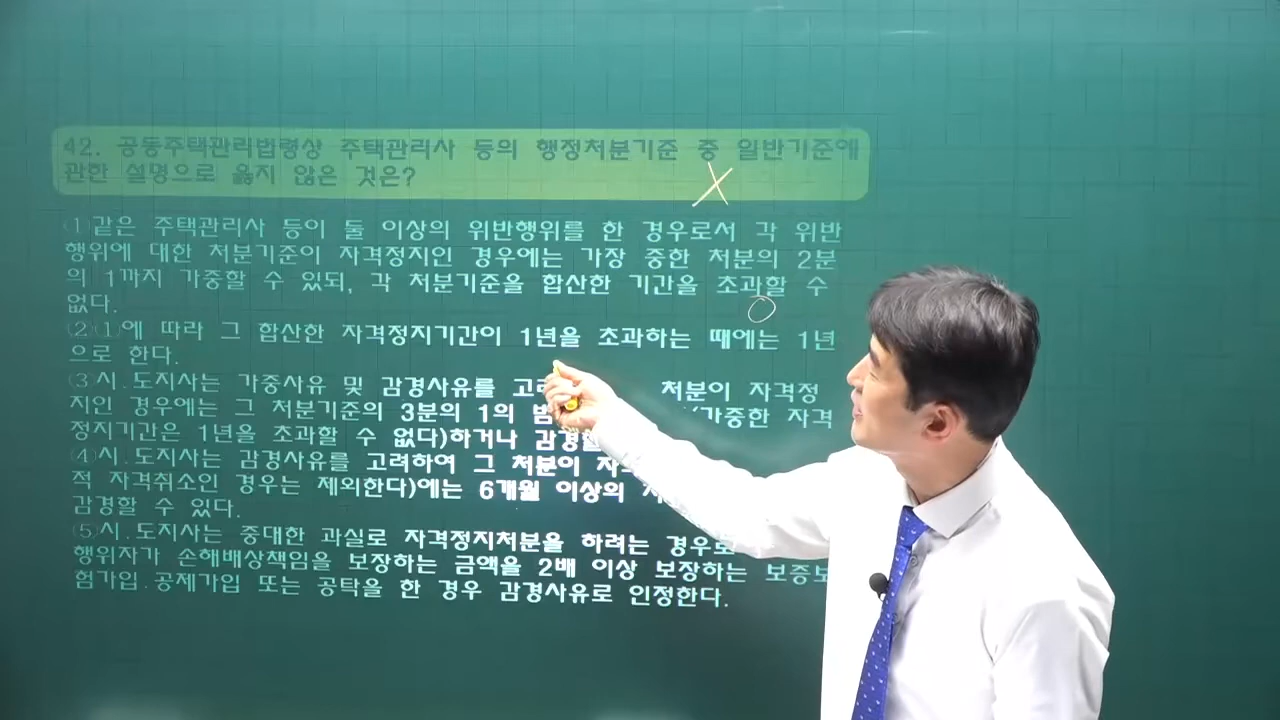 42. 공동주택관리법령상 주택관리사 등의 행정처분기준 중 일반기준에
관한 설명으로 옳지 않은 것은?
X
(1)같은 주택관리사 등이 둘 이상의 위반행위를 한 경우로서 각 위반
행위에 대한 처분기준이 자격정지인 경우에는 가장 중한 처분의 2분
의 1까지 가중할 수 있되, 각 처분기준을 합산한 기간을 초과할 수
없다.
(2)(1)에 따라 그 합산한 자격정지기간이 1년을 초과하는 때에는 1년
으로 한다.
(3)시.도지사는 가중사유 및 감경사유를 처분이 자격정
지인 경우에는 그 처분기준의 3분의 1의 (가중한 자격
정지기간은 1년을 초과할 수 없다)하거나
(4)시.도지사는 감경사유를 고려하여 그 처분이
적 자격취소인 경우는 제외한다)에는 6개월 이상의
감경할 수 있다.
(5)시.도지사는 중대한 과실로 자격정지처분을 하려는
행위자가 손해배상책임을 보장하는 금액을 2배 이상 보장하는 보증보
험가입.공제가입 또는 공탁을 한 경우 감경사유로 인정한다.